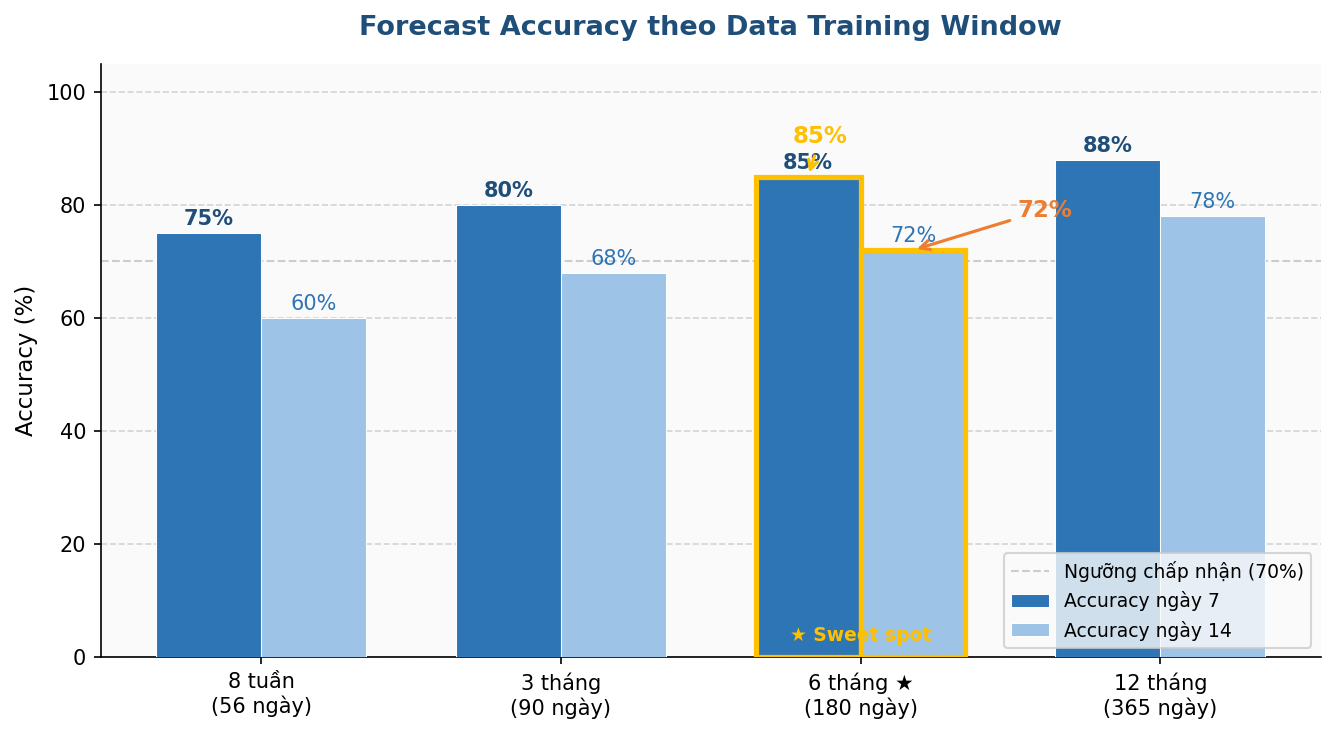 Forecast Accuracy theo Data Training Window
Accuracy (%)
100
80
60
40
20
0
75%
60%
80%
68%
85%
85%
72%
72%
88%
78%
★ Sweet spot
Ngưỡng chấp nhận (70%)
Accuracy ngày 7
Accuracy ngày 14
8 tuần
(56 ngày)
3 tháng
(90 ngày)
6 tháng ★
(180 ngày)
12 tháng
(365 ngày)